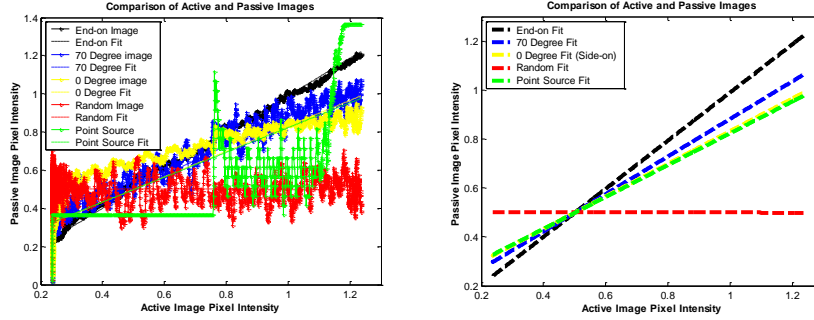 Comparison of Active and Passive Images
Passive Image Pixel Intensity
1.4
1.2
1
0.8
0.6
0.4
0.2
0
End-on Image
End-on Fit
70 Degree image
70 Degree Fit
0 Degree image
0 Degree Fit
Random Image
Random Fit
Point Source
Point Source Fit
0.2 0.4 0.6 0.8 1 1.2
Active Image Pixel Intensity
Comparison of Active and Passive Images
Passive Image Pixel Intensity
1.2
1
0.8
0.6
0.4
0.2
0
End-on Fit
70 Degree Fit
0 Degree Fit (Side-on)
Random Fit
Point Source Fit
0.2 0.4 0.6 0.8 1 1.2
Active Image Pixel Intensity